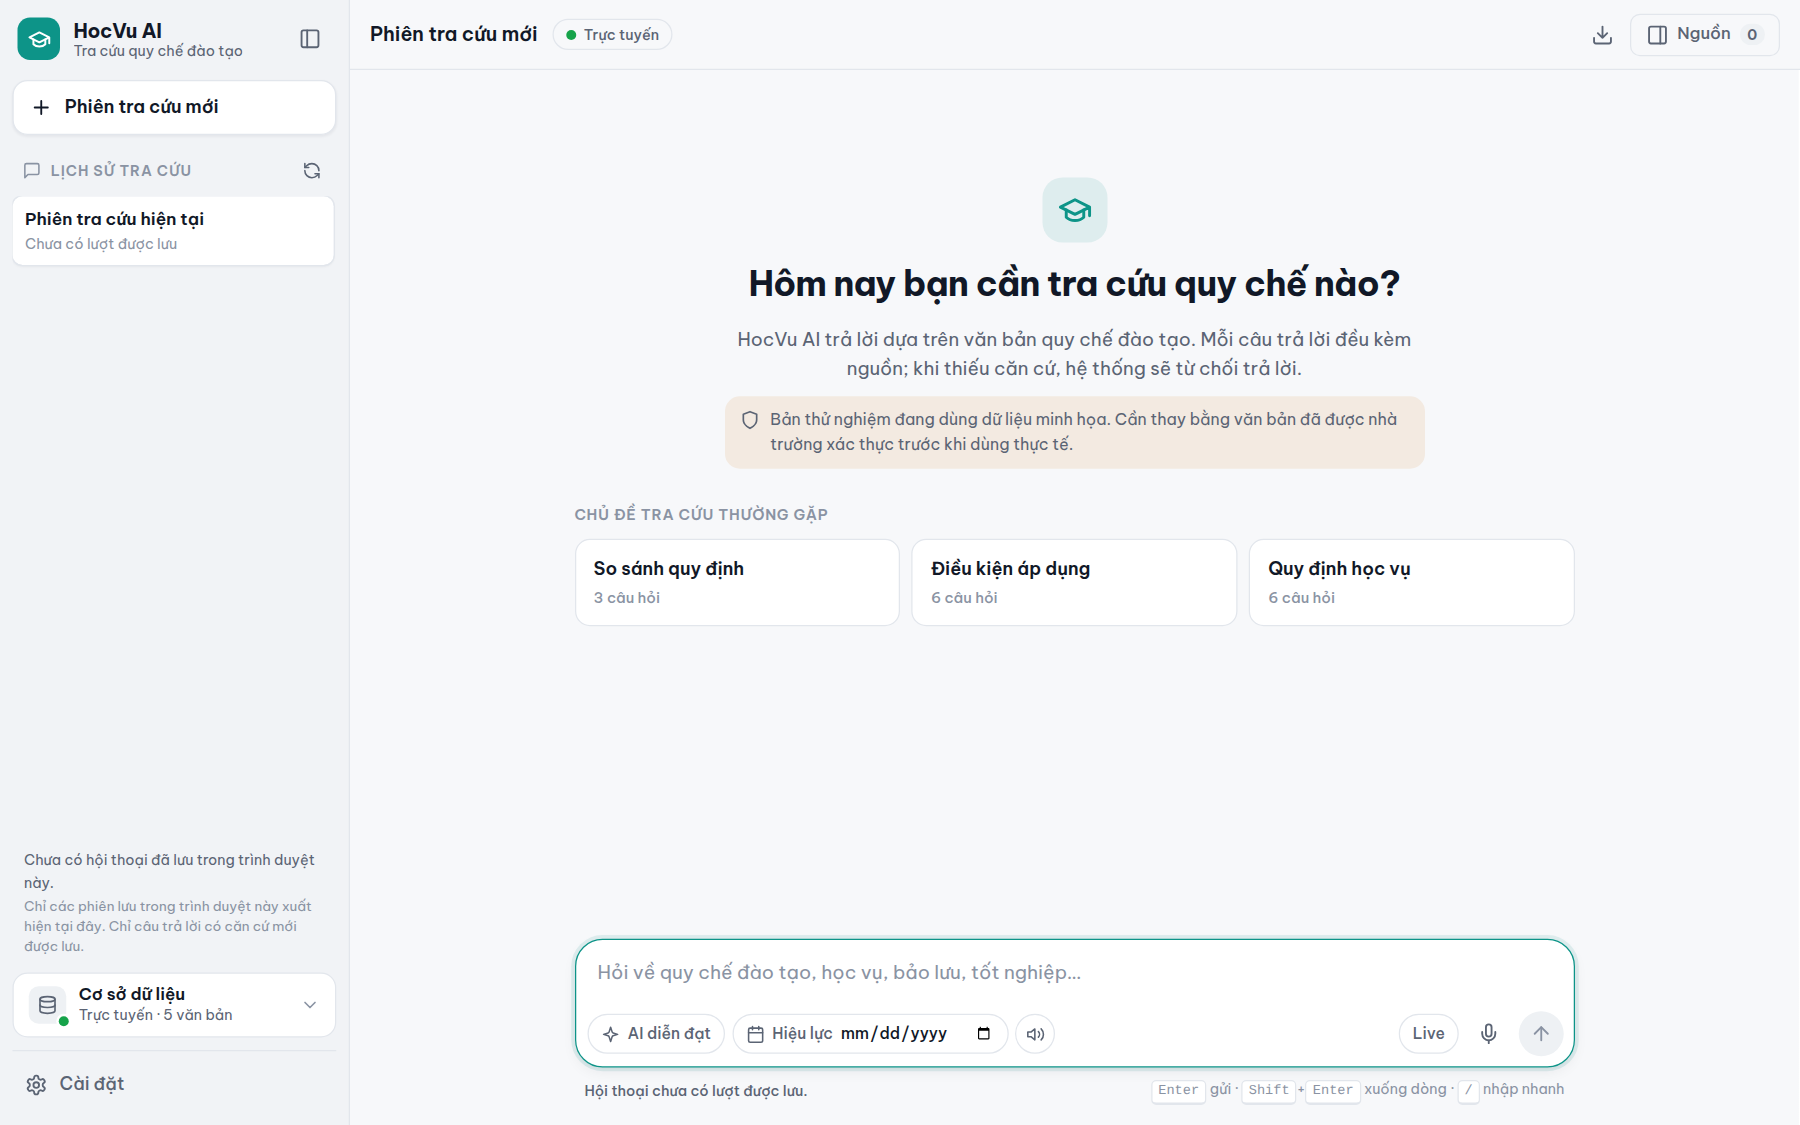 HocVu AI
Tra cứu quy chế đào tạo
Phiên tra cứu mới
LỊCH SỬ TRA CỨU
Phiên tra cứu hiện tại
Chưa có lượt được lưu
Chưa có hội thoại đã lưu trong trình duyệt
này.
Chỉ các phiên lưu trong trình duyệt này xuất
hiện tại đây. Chỉ câu trả lời có căn cứ mới
được lưu.
Cơ sở dữ liệu
Trực tuyến · 5 văn bản
Cài đặt
Phiên tra cứu mới
Trực tuyến
Nguồn 0
Hôm nay bạn cần tra cứu quy chế nào?
HocVu AI trả lời dựa trên văn bản quy chế đào tạo. Mỗi câu trả lời đều kèm
nguồn; khi thiếu căn cứ, hệ thống sẽ từ chối trả lời.
Bản thử nghiệm đang dùng dữ liệu minh họa. Cần thay bằng văn bản đã được nhà
trường xác thực trước khi dùng thực tế.
CHỦ ĐỀ TRA CỨU THƯỜNG GẶP
So sánh quy định
3 câu hỏi
Điều kiện áp dụng
6 câu hỏi
Quy định học vụ
6 câu hỏi
Hỏi về quy chế đào tạo, học vụ, bảo lưu, tốt nghiệp...
AI diễn đạt
Hiệu lực mm/dd/yyyy
Live
Hội thoại chưa có lượt được lưu.
Enter gửi · Shift+Enter xuống dòng · / nhập nhanh